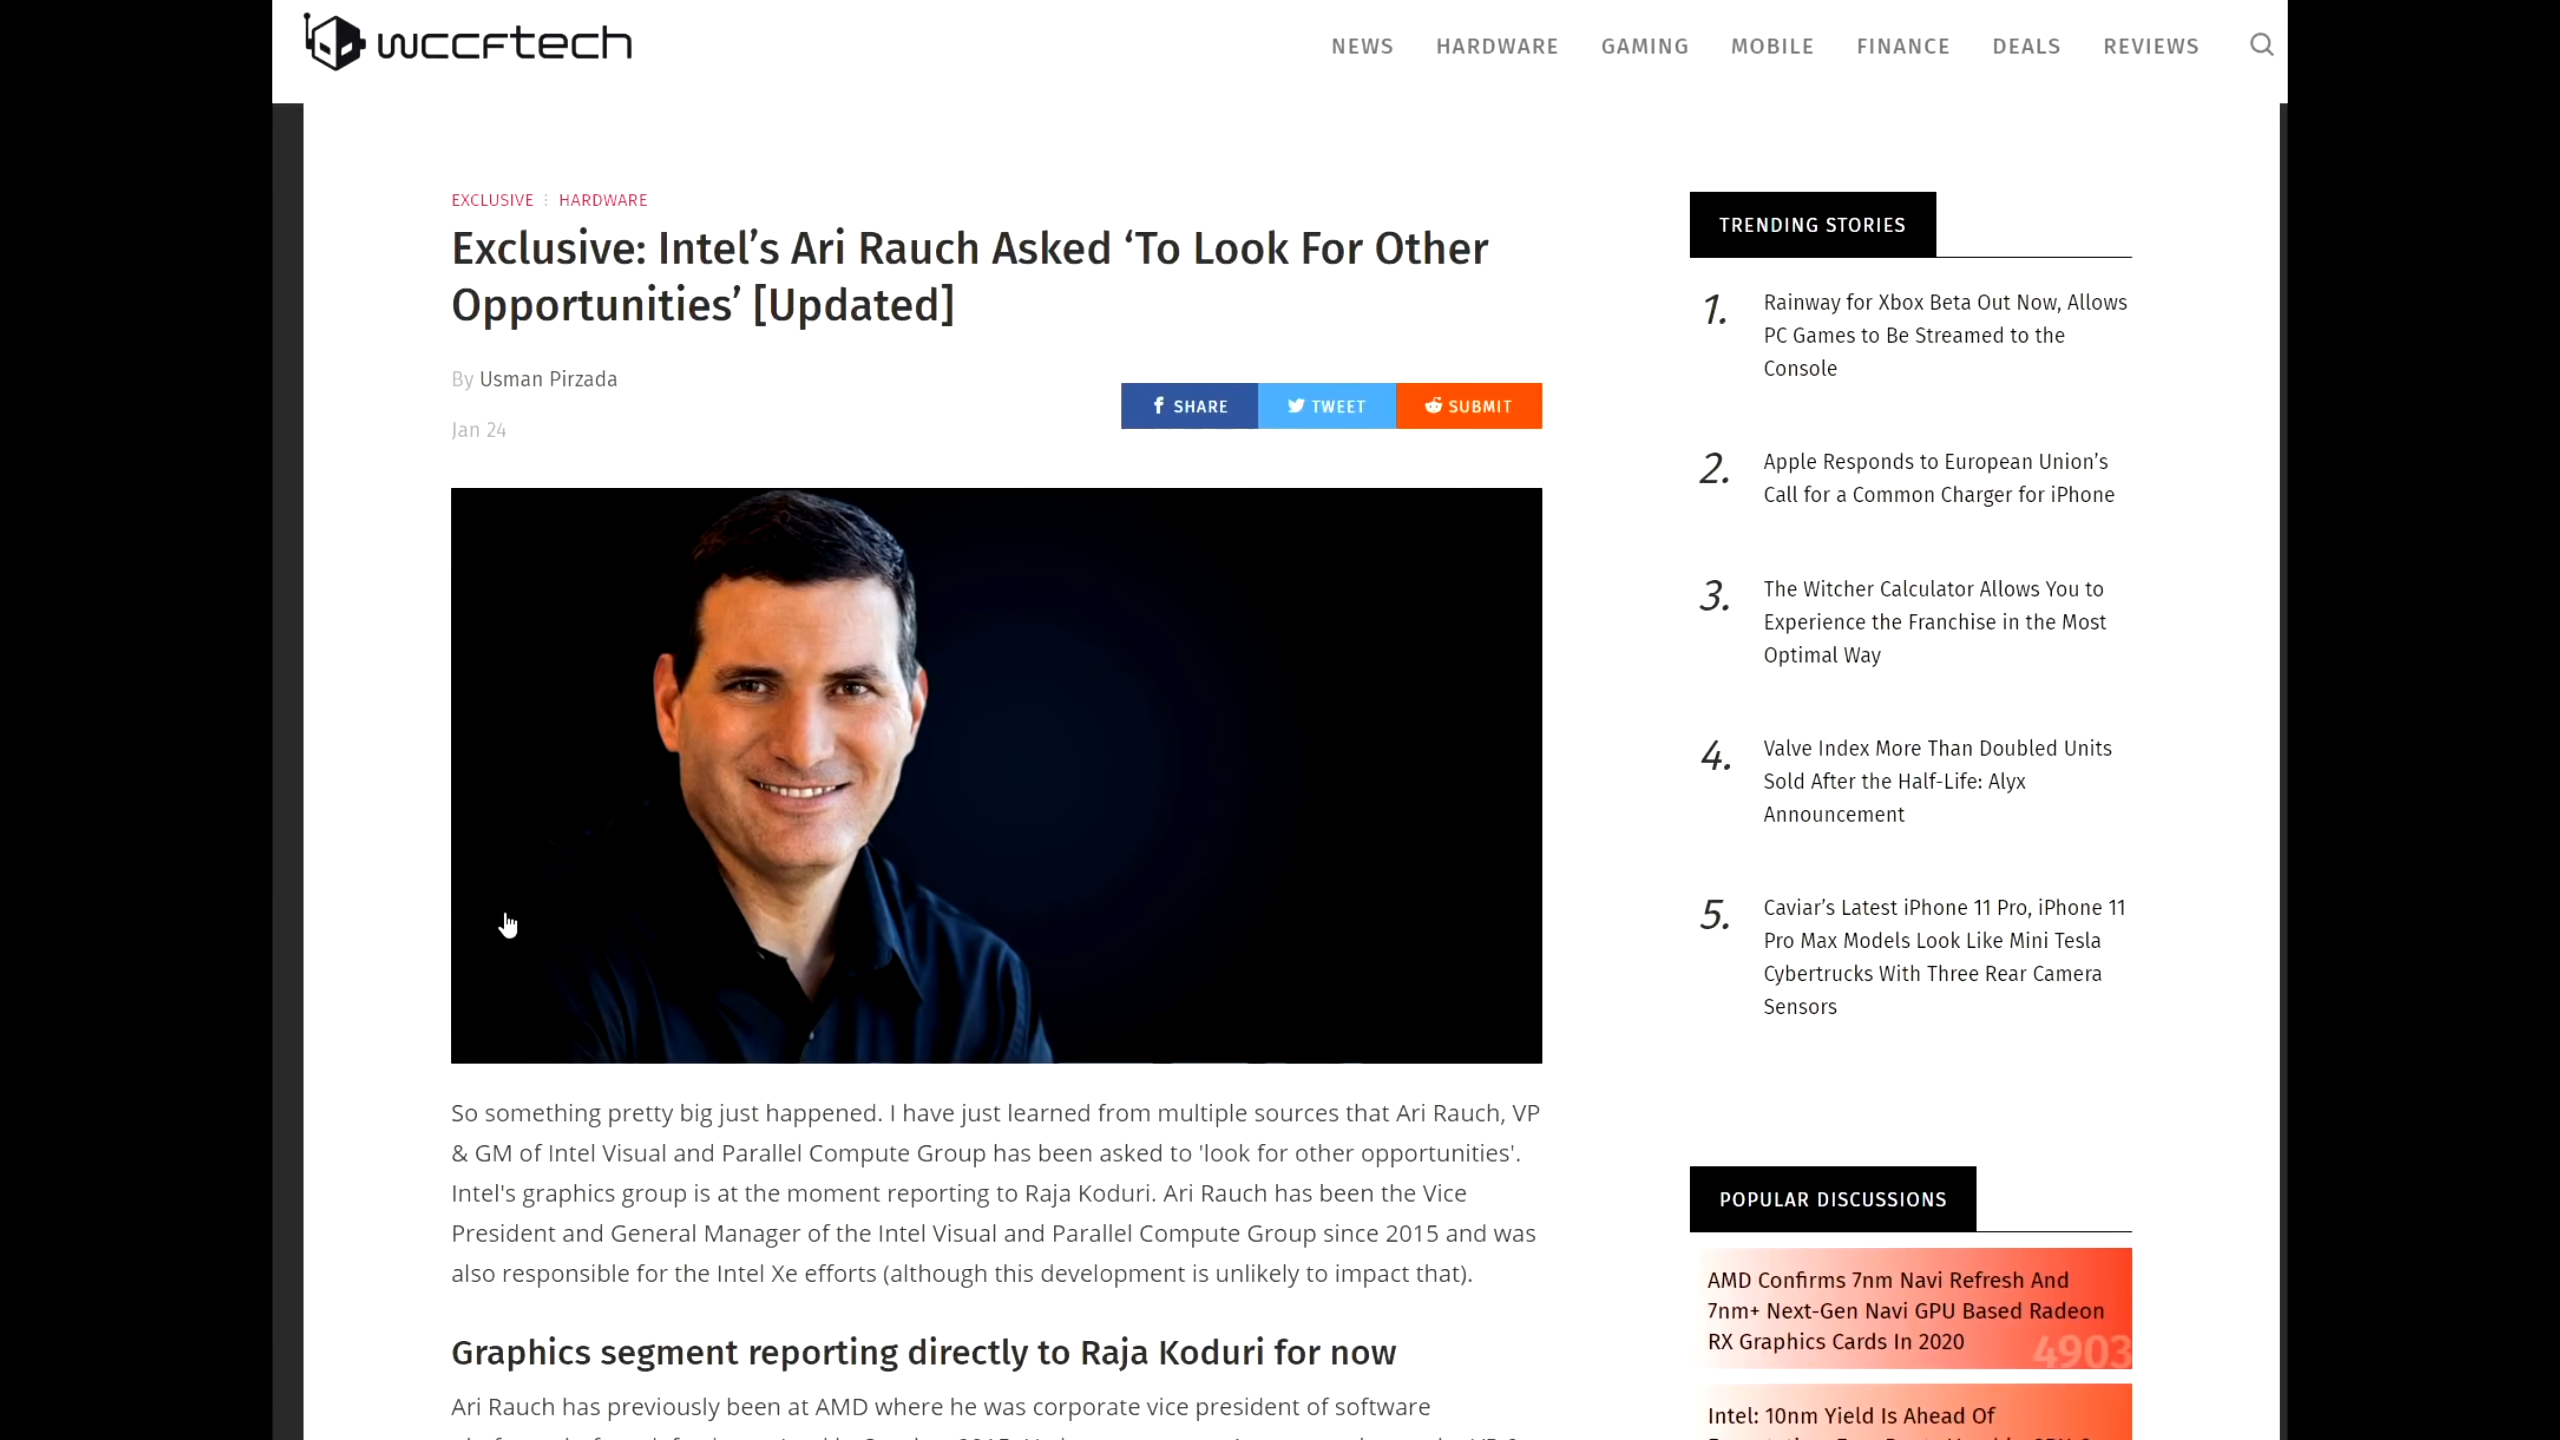 wccftech
NEWS
HARDWARE
GAMING
MOBILE
FINANCE
DEALS
REVIEWS
EXCLUSIVE
HARDWARE
Exclusive: Intel’s Ari Rauch Asked ‘To Look For Other
Opportunities’ [Updated]
By Usman Pirzada
Jan 24
SHARE
TWEET
SUBMIT
So something pretty big just happened. I have just learned from multiple sources that Ari Rauch, VP
& GM of Intel Visual and Parallel Compute Group has been asked to 'look for other opportunities'.
Intel's graphics group is at the moment reporting to Raja Koduri. Ari Rauch has been the Vice
President and General Manager of the Intel Visual and Parallel Compute Group since 2015 and was
also responsible for the Intel Xe efforts (although this development is unlikely to impact that).
Graphics segment reporting directly to Raja Koduri for now
Ari Rauch has previously been at AMD where he was corporate vice president of software
TRENDING STORIES
1.
Rainway for Xbox Beta Out Now, Allows
PC Games to Be Streamed to the
Console
2.
Apple Responds to European Union’s
Call for a Common Charger for iPhone
3.
The Witcher Calculator Allows You to
Experience the Franchise in the Most
Optimal Way
4.
Valve Index More Than Doubled Units
Sold After the Half-Life: Alyx
Announcement
5.
Caviar’s Latest iPhone 11 Pro, iPhone 11
Pro Max Models Look Like Mini Tesla
Cybertrucks With Three Rear Camera
Sensors
POPULAR DISCUSSIONS
AMD Confirms 7nm Navi Refresh And
7nm+ Next-Gen Navi GPU Based Radeon
RX Graphics Cards In 2020
4903
Intel: 10nm Yield Is Ahead Of